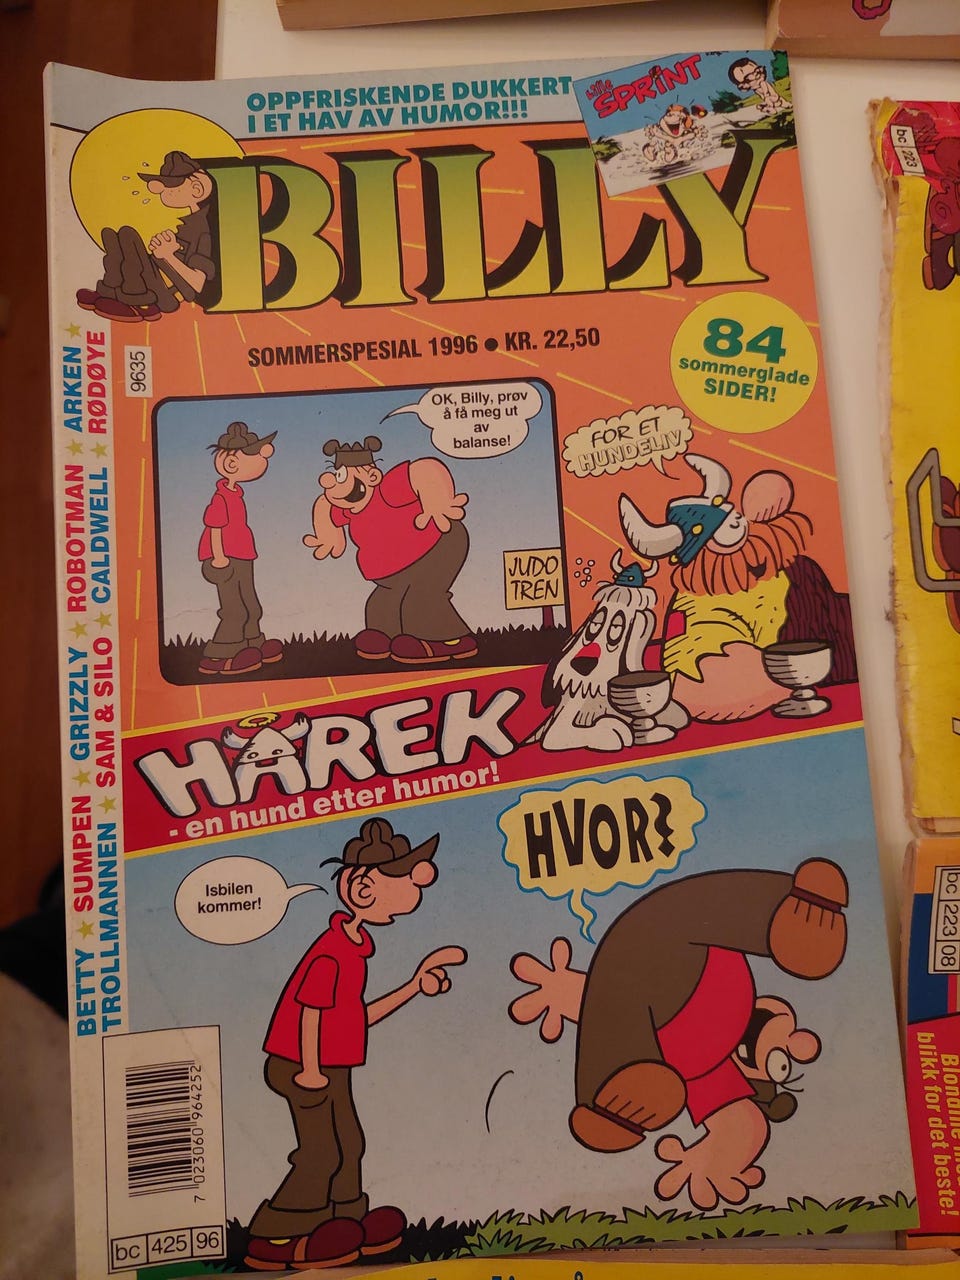 OPPFRISKENDE DUKKERT
I ET HAV AV HUMOR!!!
lille
SPRiNT
BILLY
SOMMERSPESIAL 1996 ● KR. 22,50
84
sommerglade
SIDER!
9635
OK, Billy, prøv
å få meg ut
av
balanse!
FOR ET
HUNDELIV
JUDO
TREN
HÅREK
- en hund etter humor!
BETTY ★ SUMPEN ★ GRIZZLY ★ ROBOTMAN ★ ARKEN ★
TROLLMANNEN ★ SAM & SILO ★ CALDWELL ★ RØDØYE
Isbilen
kommer!
HVOR?
7 023060 964252
bc 425 96
bc 223
bc 223 08
Blondine
blikk for det beste!